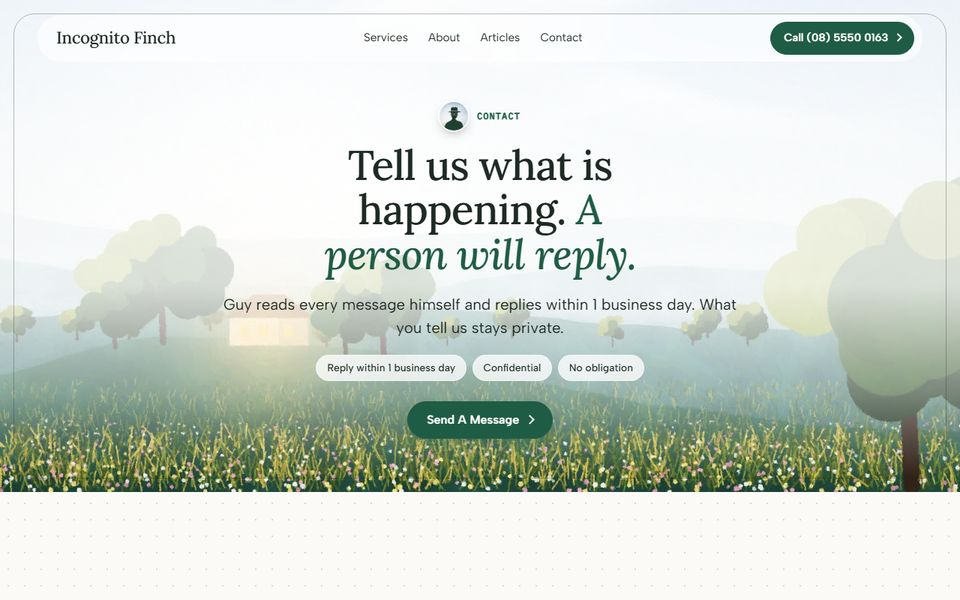 Incognito Finch
Services
About
Articles
Contact
Call (08) 5550 0163
CONTACT
Tell us what is
happening. A
person will reply.
Guy reads every message himself and replies within 1 business day. What
you tell us stays private.
Reply within 1 business day
Confidential
No obligation
Send A Message